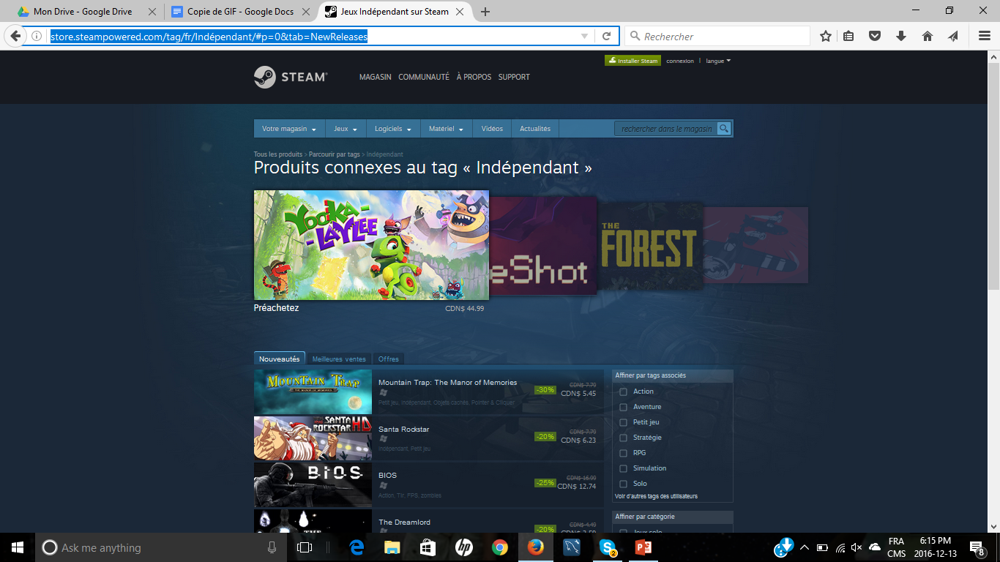 Mon Drive - Google Drive
Copie de GIF - Google Docs
Jeux Indépendant sur Steam
store.steampowered.com/tag/fr/Indépendant/#p=0&tab=NewReleases
Rechercher
Installer Steam
connexion
langue
STEAM
MAGASIN COMMUNAUTÉ À PROPOS SUPPORT
Votre magasin Jeux Logiciels Matériel Vidéos Actualités
rechercher dans le magasin
Tous les produits > Parcourir par tags > Indépendant
Produits connexes au tag « Indépendant »
YOOKA-
LAYLEE
eShot
THE
FOREST
Préachetez
CDN$ 44.99
Nouveautés
Meilleures ventes
Offres
MOUNTAIN TRAP
THE MANOR OF MEMORIES
Mountain Trap: The Manor of Memories
Petit jeu, Indépendant, Objets cachés, Pointer & Cliquer
-30%
CDN$ 7.79
CDN$ 5.45
SANTA
ROCKSTAR HD
Santa Rockstar
Indépendant, Petit jeu
-20%
CDN$ 7.79
CDN$ 6.23
BIOS
BIOS
Action, Tir, FPS, zombies
-25%
CDN$ 16.99
CDN$ 12.74
THE
The Dreamlord
-20%
CDN$ 4.49
CDN$ 3.59
Affiner par tags associés
Action
Aventure
Petit jeu
Stratégie
RPG
Simulation
Solo
Voir d'autres tags des utilisateurs
Affiner par catégorie
Jeux solo
Ask me anything
hp
2
FRA
CMS
6:15 PM
2016-12-13
8